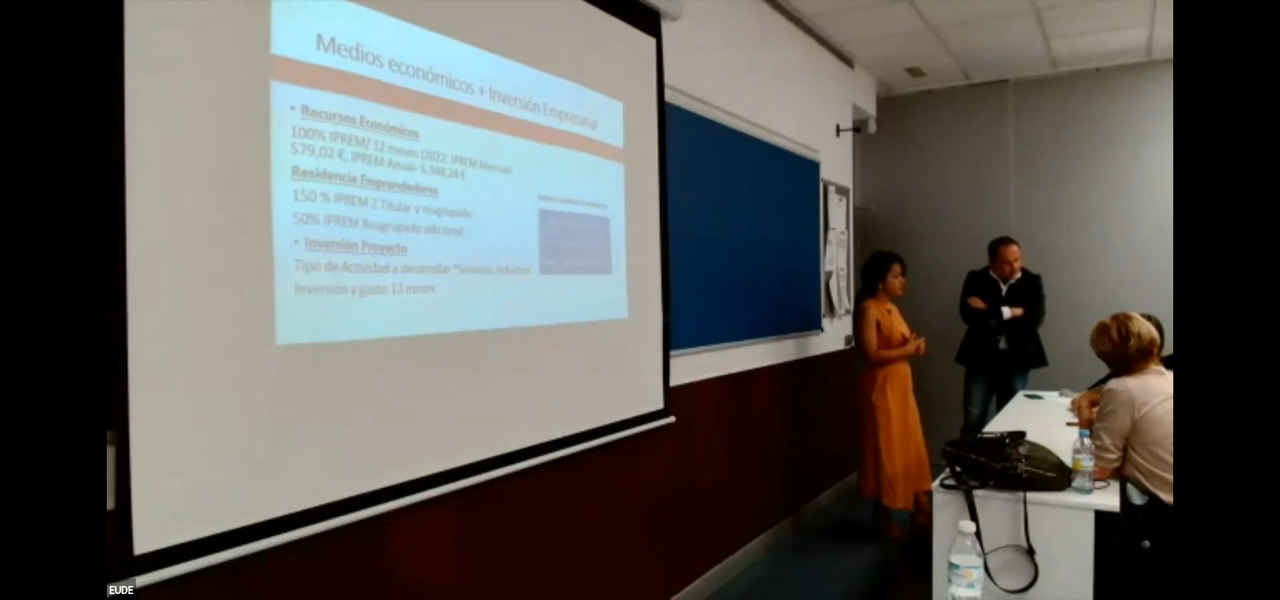 Medios económicos + Inversión Empresarial
• Recursos Económicos
100% IPREM/ 12 meses (2022: IPREM Mensual
579,02 €, IPREM Anual- 6.948,24 €
Residencia Emprendedores
150 % IPREM 2 Titular y reagrupado
50% IPREM Reagrupado adicional
• Inversión Proyecto
Tipo de Actividad a desarrollar *Servicios, industria
Inversión y gasto 12 meses
EUDE